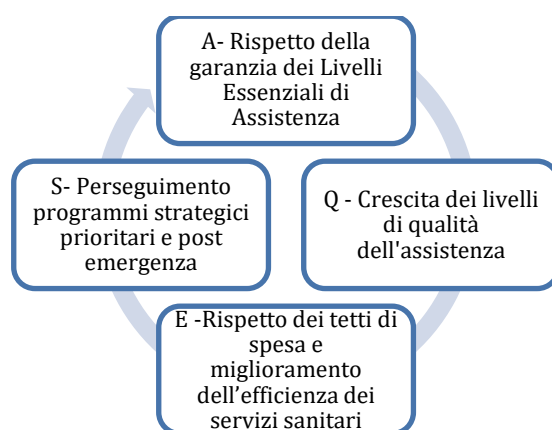 A- Rispetto della
garanzia dei Livelli
Essenziali di
Assistenza
S- Perseguimento
programmi strategici
prioritari e post
emergenza
Q - Crescita dei livelli
di qualità
dell'assistenza
E -Rispetto dei tetti di
spesa e
miglioramento
dell’efficienza dei
servizi sanitari